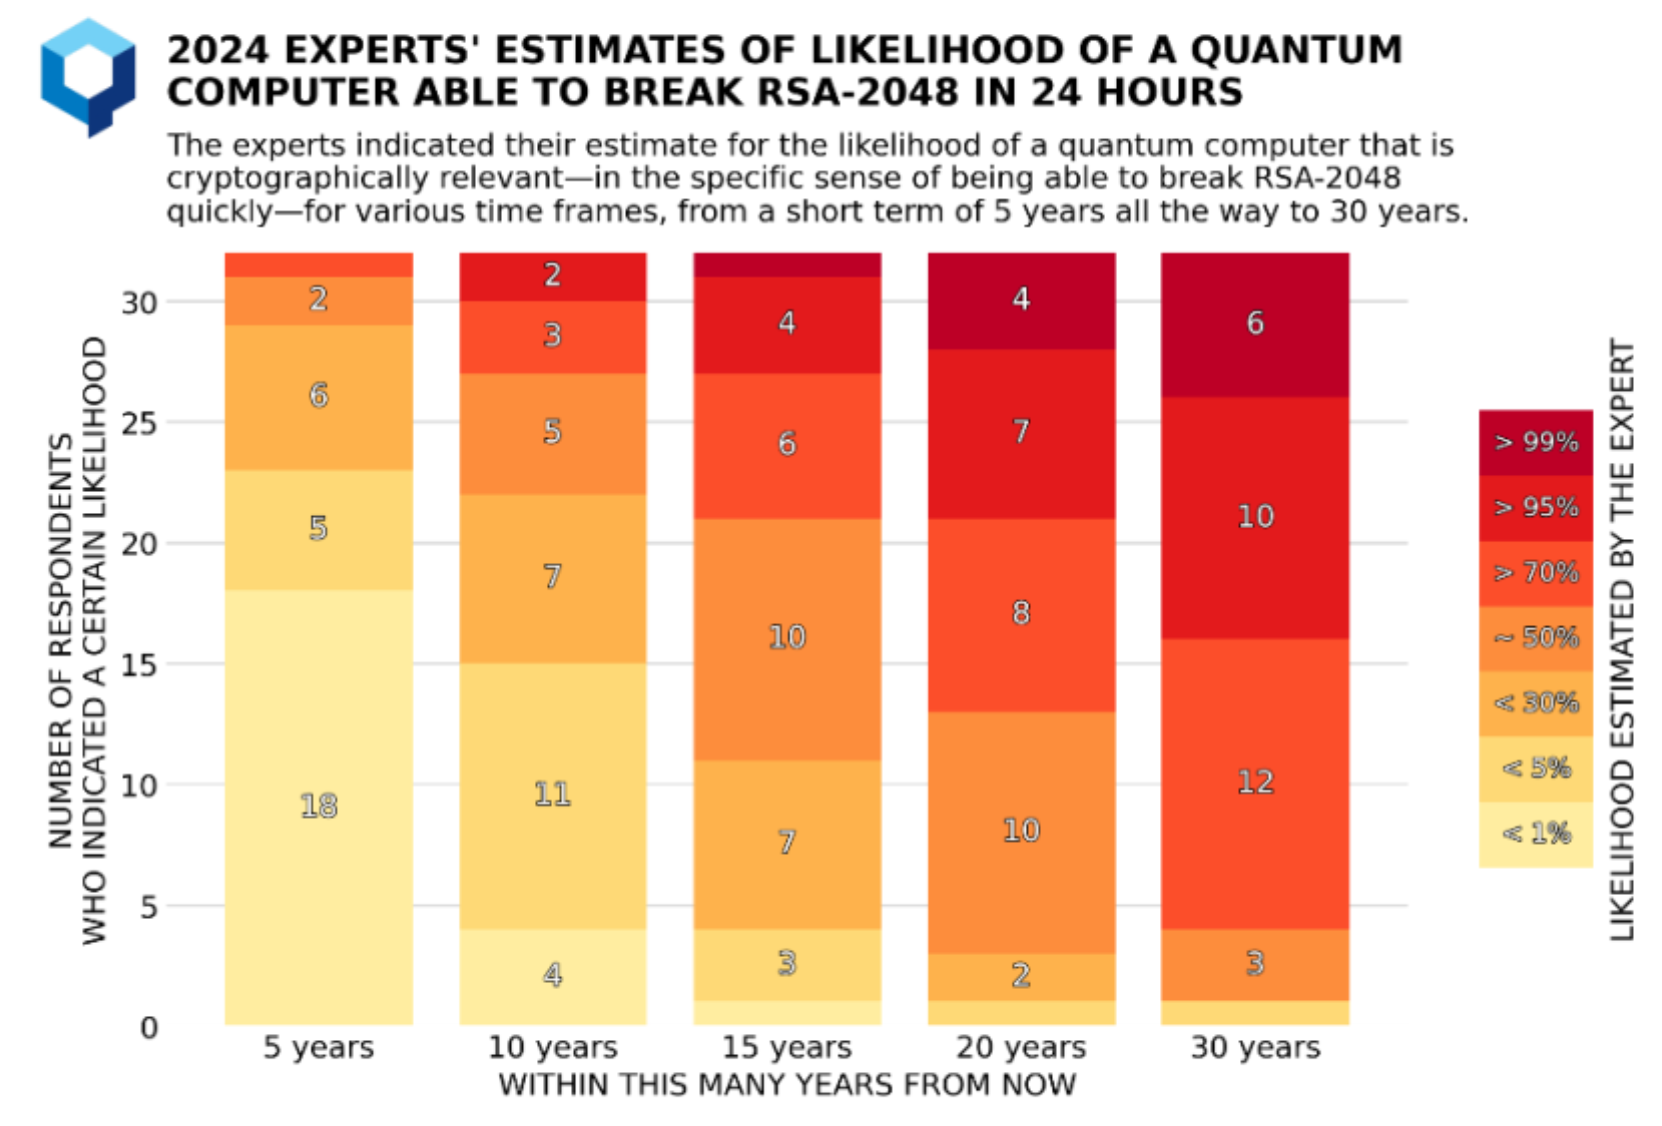 2024 EXPERTS' ESTIMATES OF LIKELIHOOD OF A QUANTUM
COMPUTER ABLE TO BREAK RSA-2048 IN 24 HOURS
The experts indicated their estimate for the likelihood of a quantum computer that is
cryptographically relevant—in the specific sense of being able to break RSA-2048
quickly—for various time frames, from a short term of 5 years all the way to 30 years.
NUMBER OF RESPONDENTS
WHO INDICATED A CERTAIN LIKELIHOOD
30
25
20
15
10
5
0
2
6
5
18
2
3
5
7
11
4
4
6
10
7
3
4
7
8
10
2
6
10
12
3
5 years
10 years
15 years
20 years
30 years
WITHIN THIS MANY YEARS FROM NOW
> 99%
> 95%
> 70%
~ 50%
< 30%
< 5%
< 1%
LIKELIHOOD ESTIMATED BY THE EXPERT